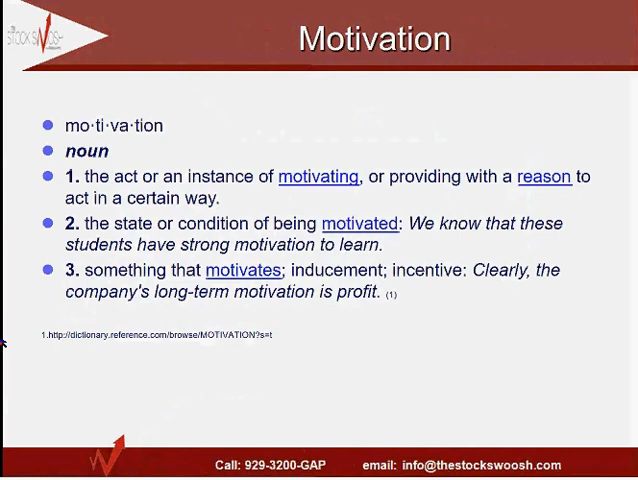 STOCK SWOSH
Motivation
mo·ti·va·tion
noun
1. the act or an instance of motivating, or providing with a reason to
act in a certain way.
2. the state or condition of being motivated: We know that these
students have strong motivation to learn.
3. something that motivates; inducement; incentive: Clearly, the
company's long-term motivation is profit. (1)
1.http://dictionary.reference.com/browse/MOTIVATION?s=t
Call: 929-3200-GAP email: info@thestockswoosh.com